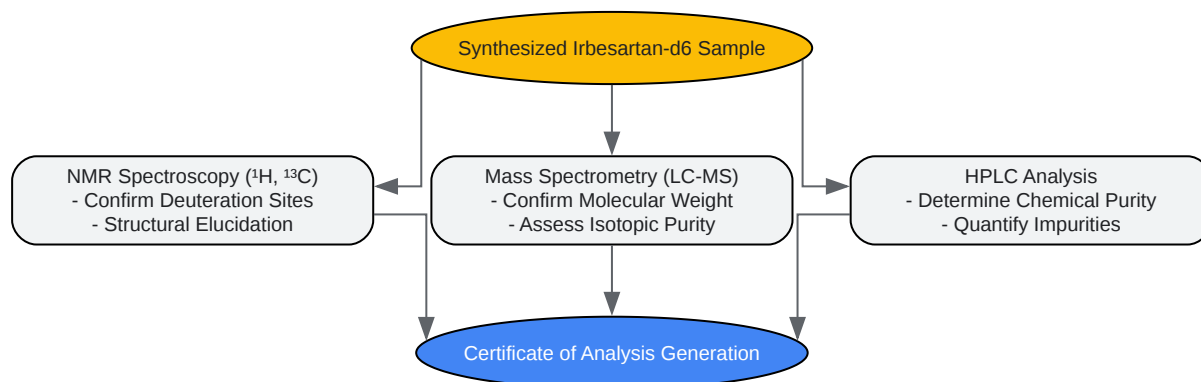 Synthesized Irbesartan-d6 Sample
NMR Spectroscopy (¹H, ¹³C)
- Confirm Deuteration Sites
- Structural Elucidation
Mass Spectrometry (LC-MS)
- Confirm Molecular Weight
- Assess Isotopic Purity
HPLC Analysis
- Determine Chemical Purity
- Quantify Impurities
Certificate of Analysis Generation